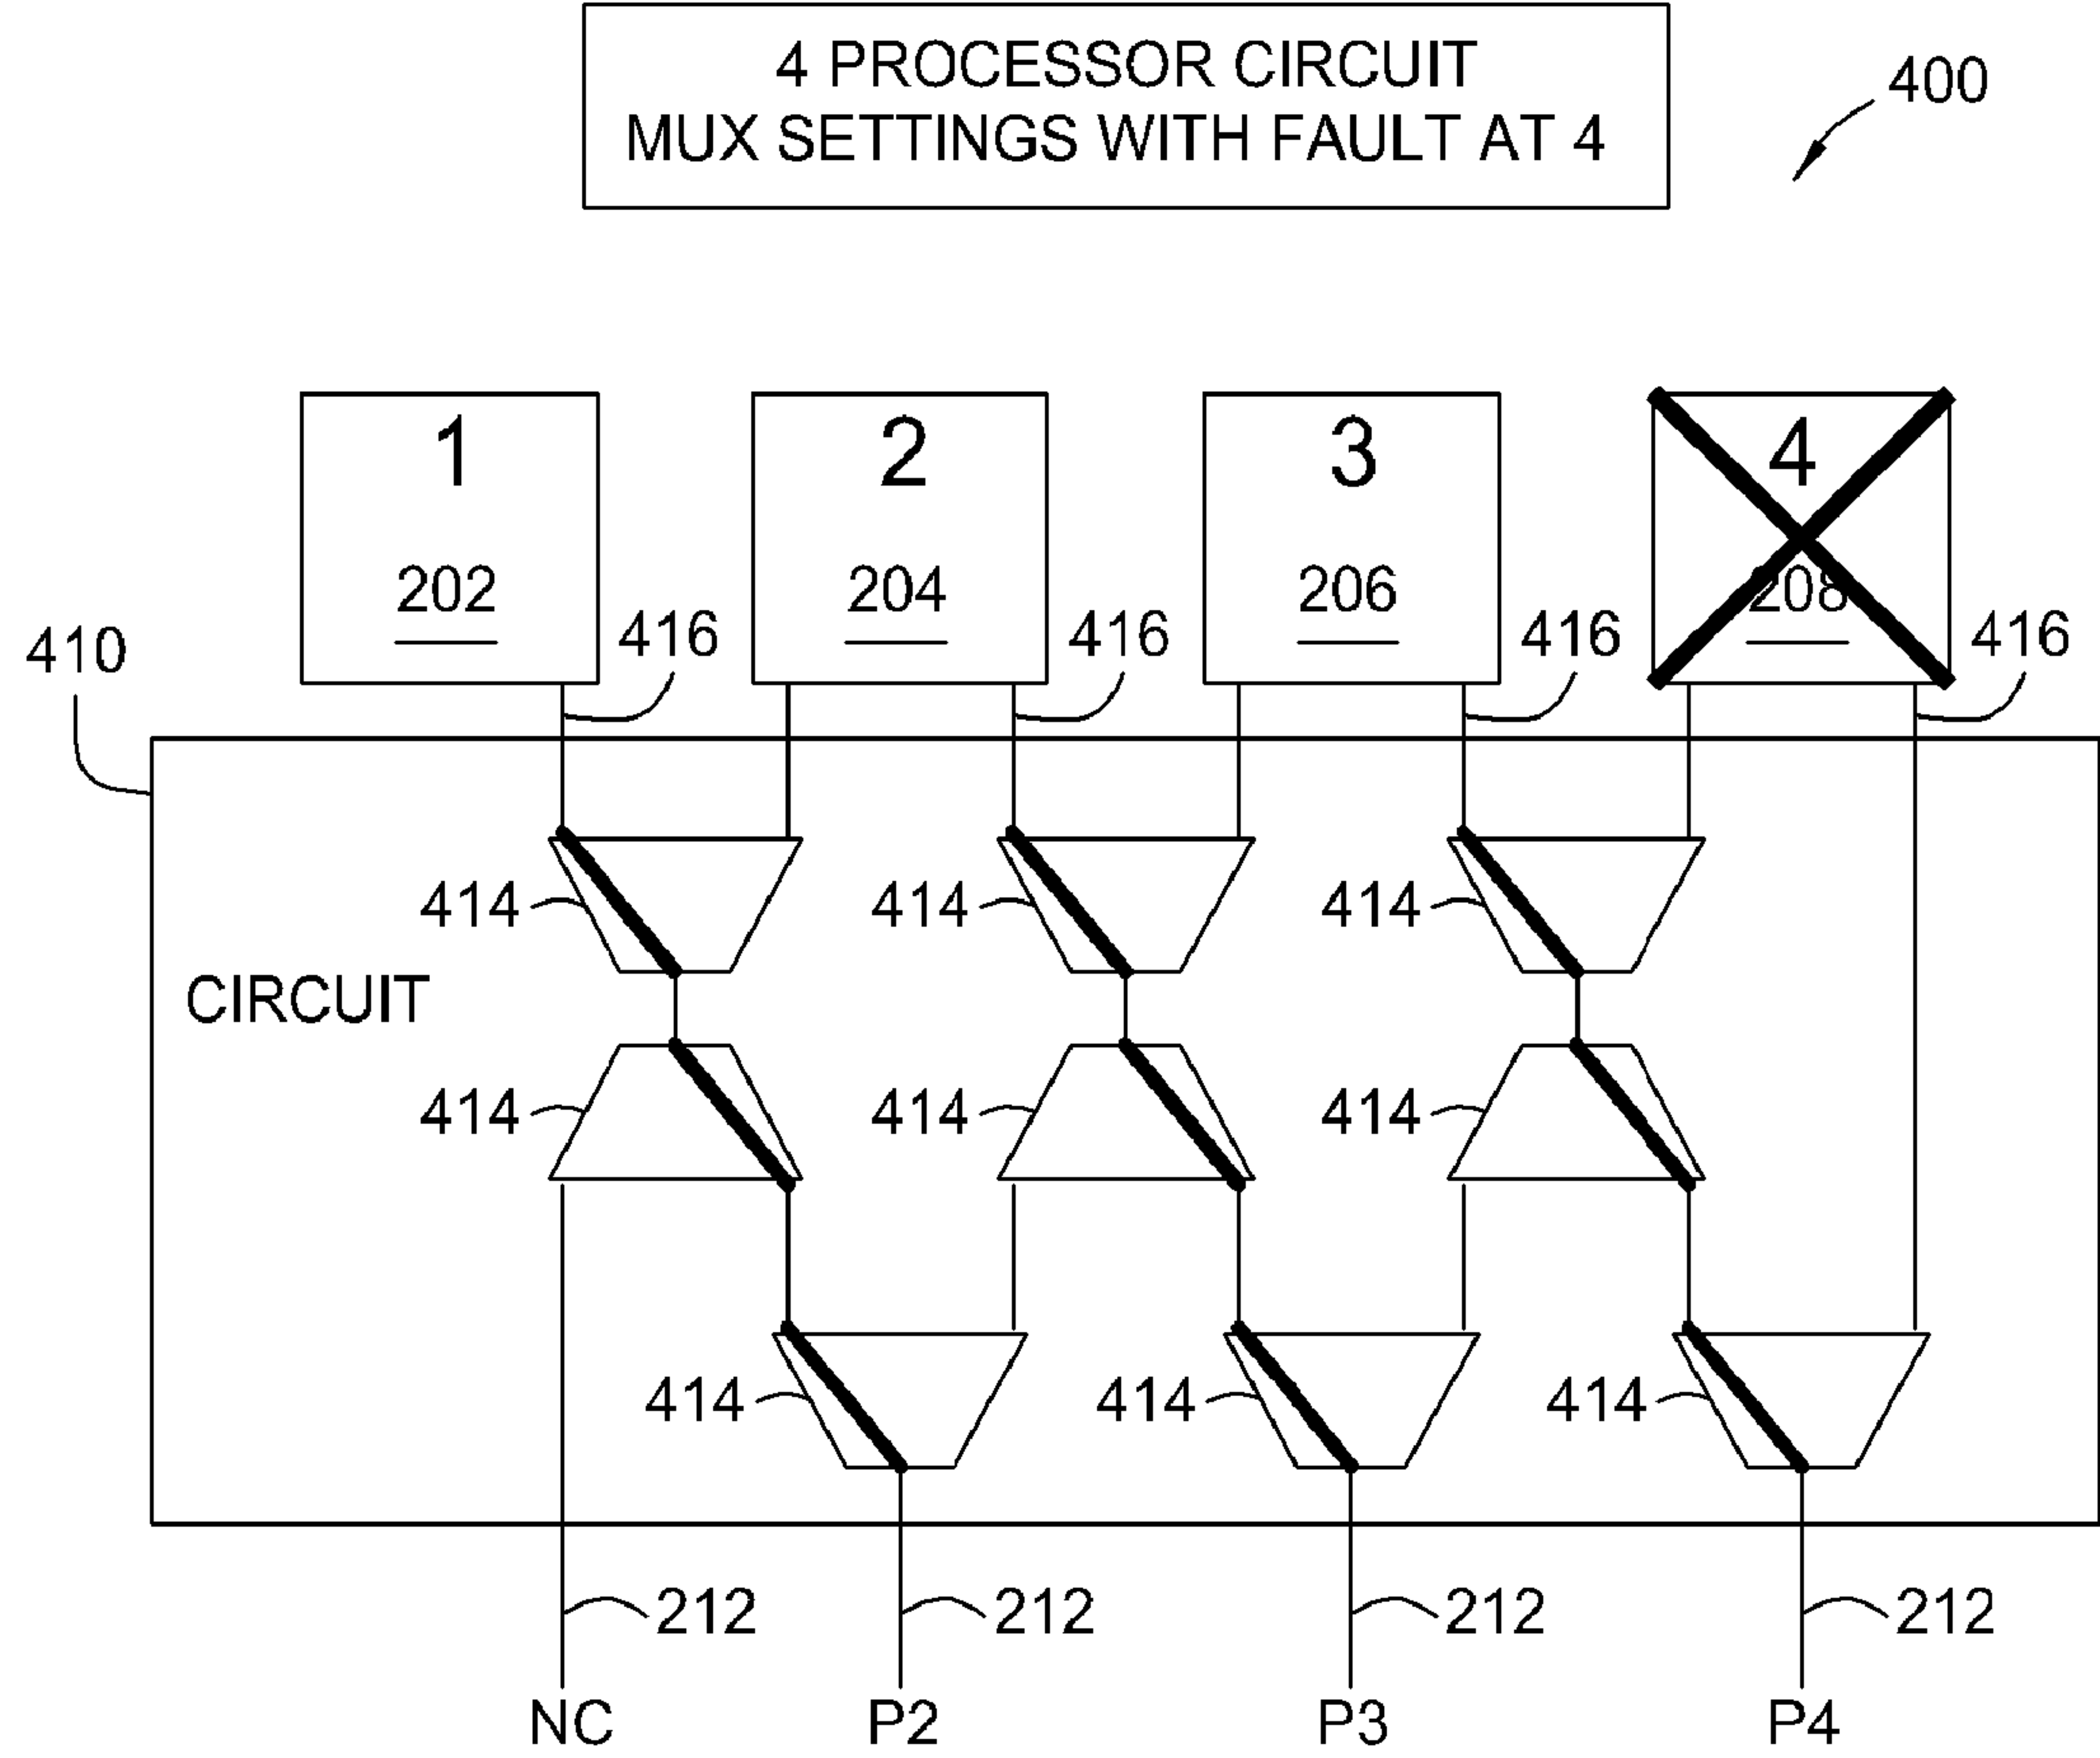 4 PROCESSOR CIRCUIT
MUX SETTINGS WITH FAULT AT 4
400
1 2 3 4
202 204 206 208
410 416 416 416 416
414 414 414
CIRCUIT
414 414 414
414 414 414
212 212 212 212
NC P2 P3 P4